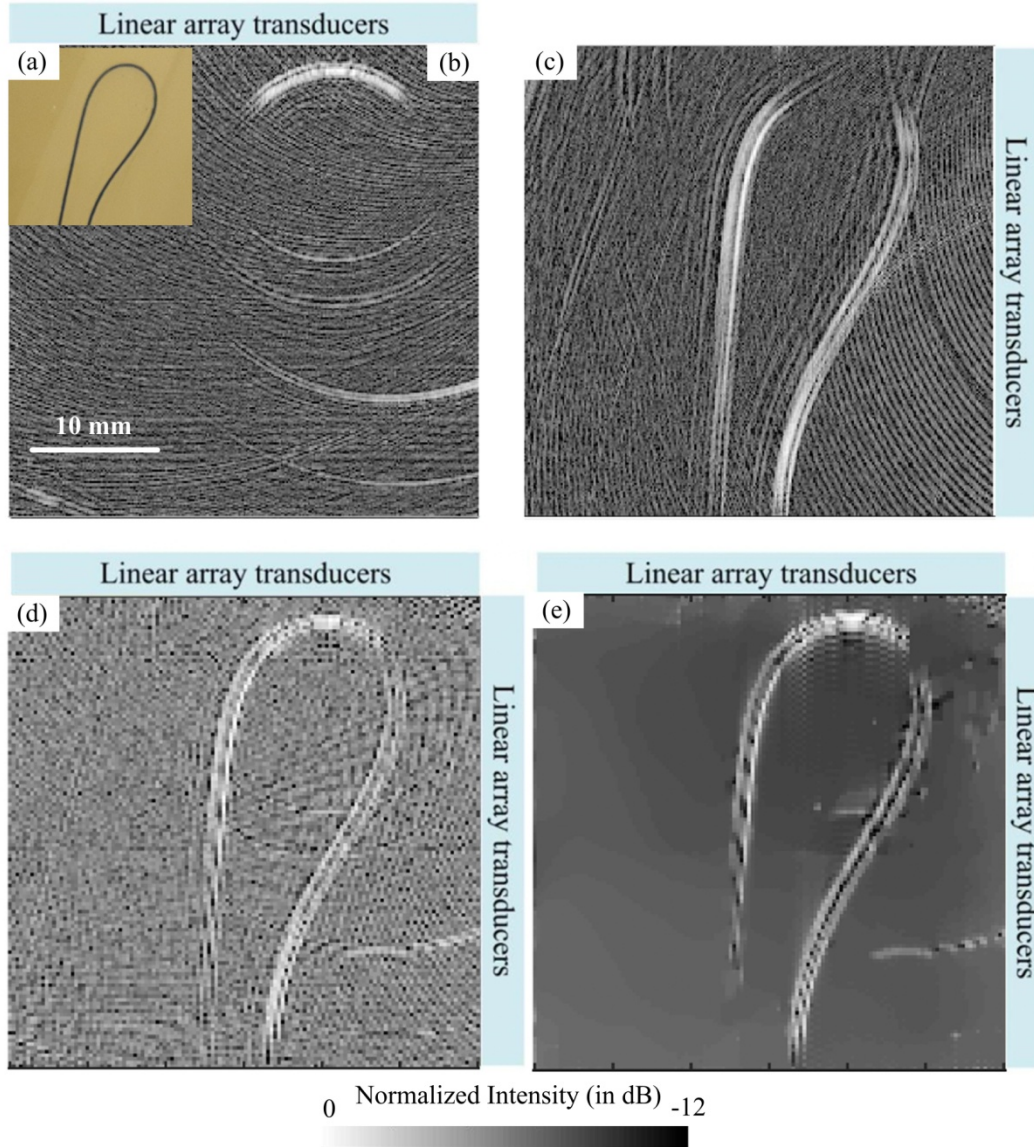 Linear array transducers
(a)
(b)
(c)
10 mm
Linear array transducers
Linear array transducers
Linear array transducers
(d)
(e)
Linear array transducers
Linear array transducers
Normalized Intensity (in dB)
0
-12